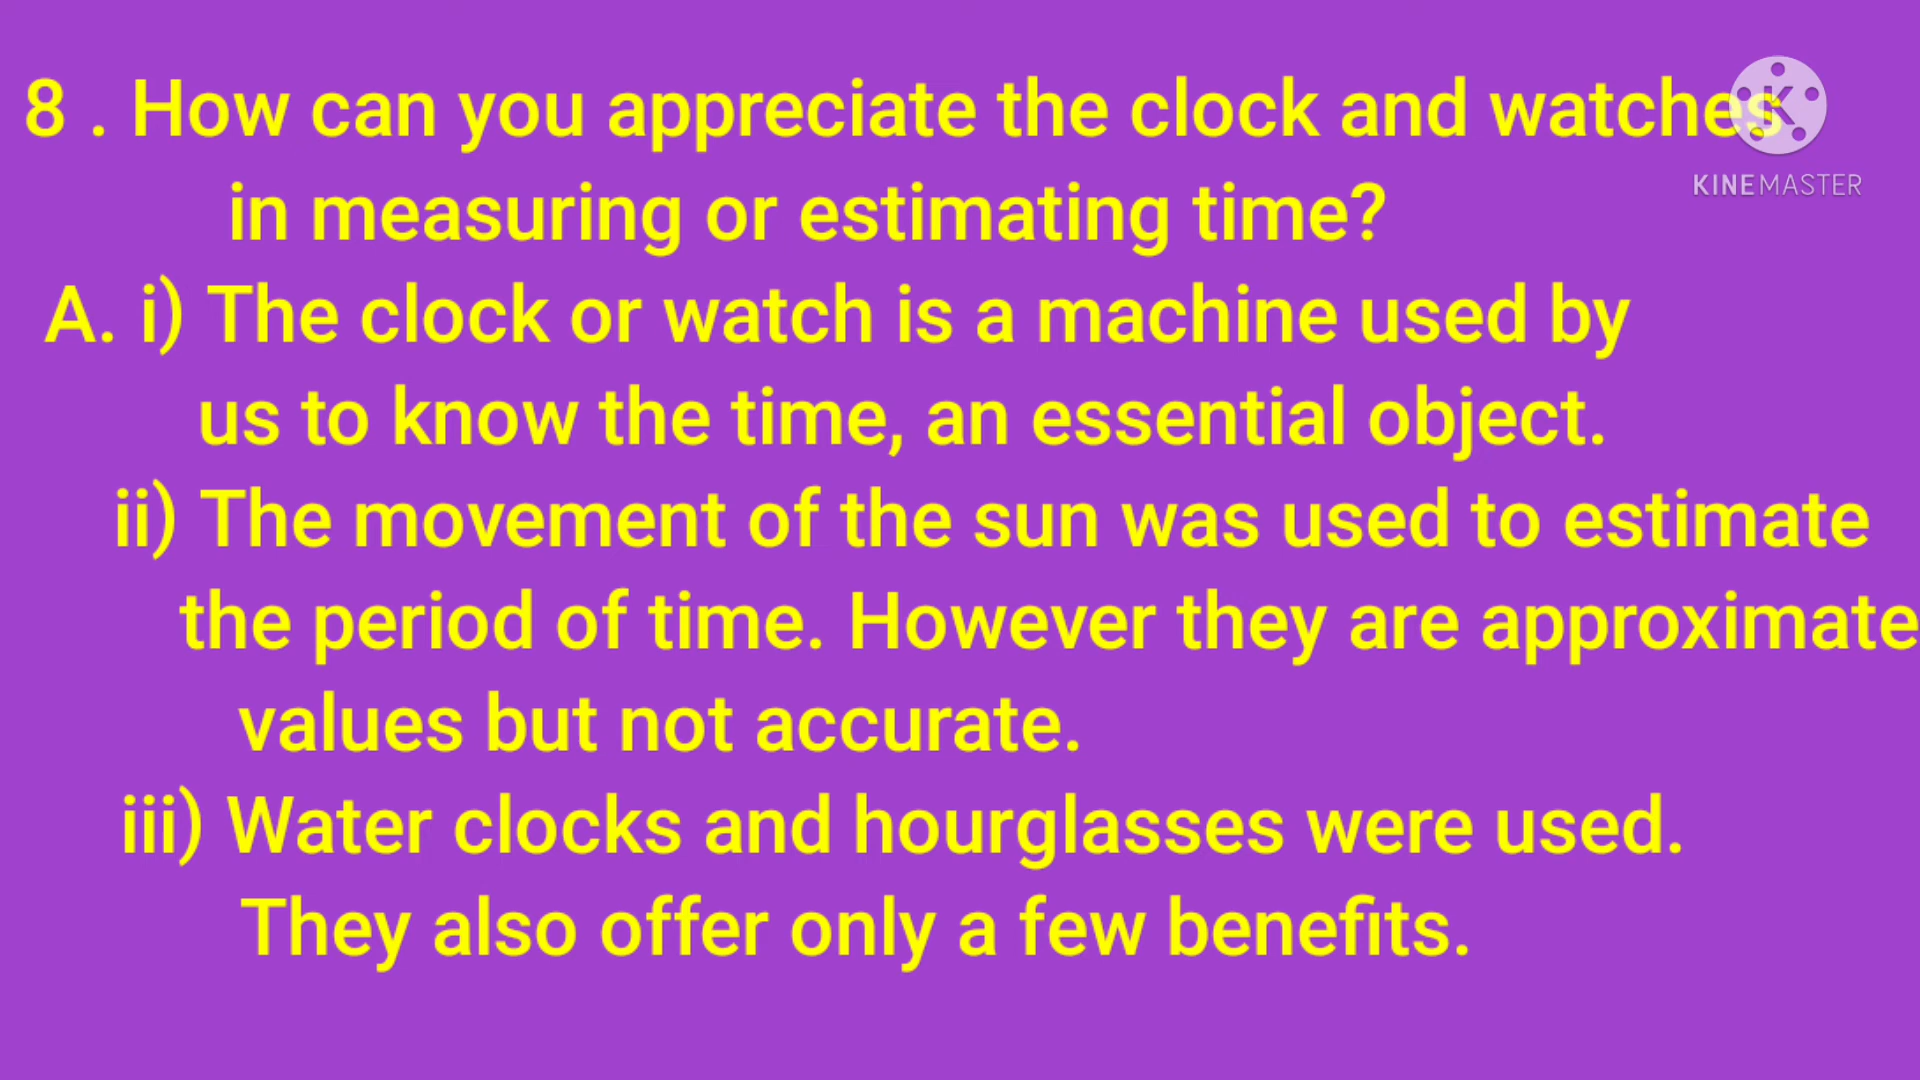 8 . How can you appreciate the clock and watches
in measuring or estimating time?
A. i) The clock or watch is a machine used by
us to know the time, an essential object.
ii) The movement of the sun was used to estimate
the period of time. However they are approximate
values but not accurate.
iii) Water clocks and hourglasses were used.
They also offer only a few benefits.
K
KINEMASTER